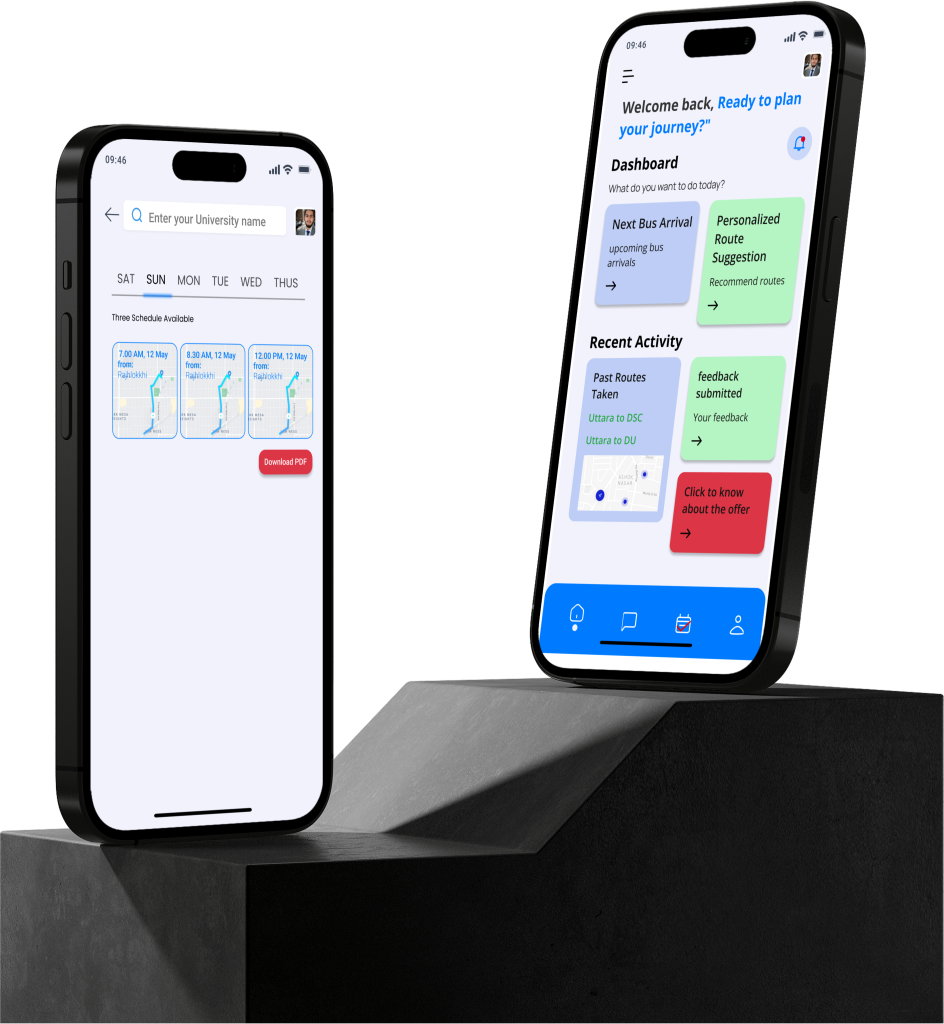 09:46
Enter your University name
SAT SUN MON TUE WED THUS
Three Schedule Available
7.00 AM, 12 May
from:
Rajhlokkhi
8.30 AM, 12 May
from:
Rajhlokkhi
12.00 PM, 12 May
from:
Rajhlokkhi
Download PDF
09:46
Welcome back, Ready to plan
your journey?"
Dashboard
What do you want to do today?
Next Bus Arrival
upcoming bus
arrivals
Personalized
Route
Suggestion
Recommend routes
Recent Activity
Past Routes
Taken
Uttara to DSC
Uttara to DU
feedback
submitted
Your feedback
Click to know
about the offer